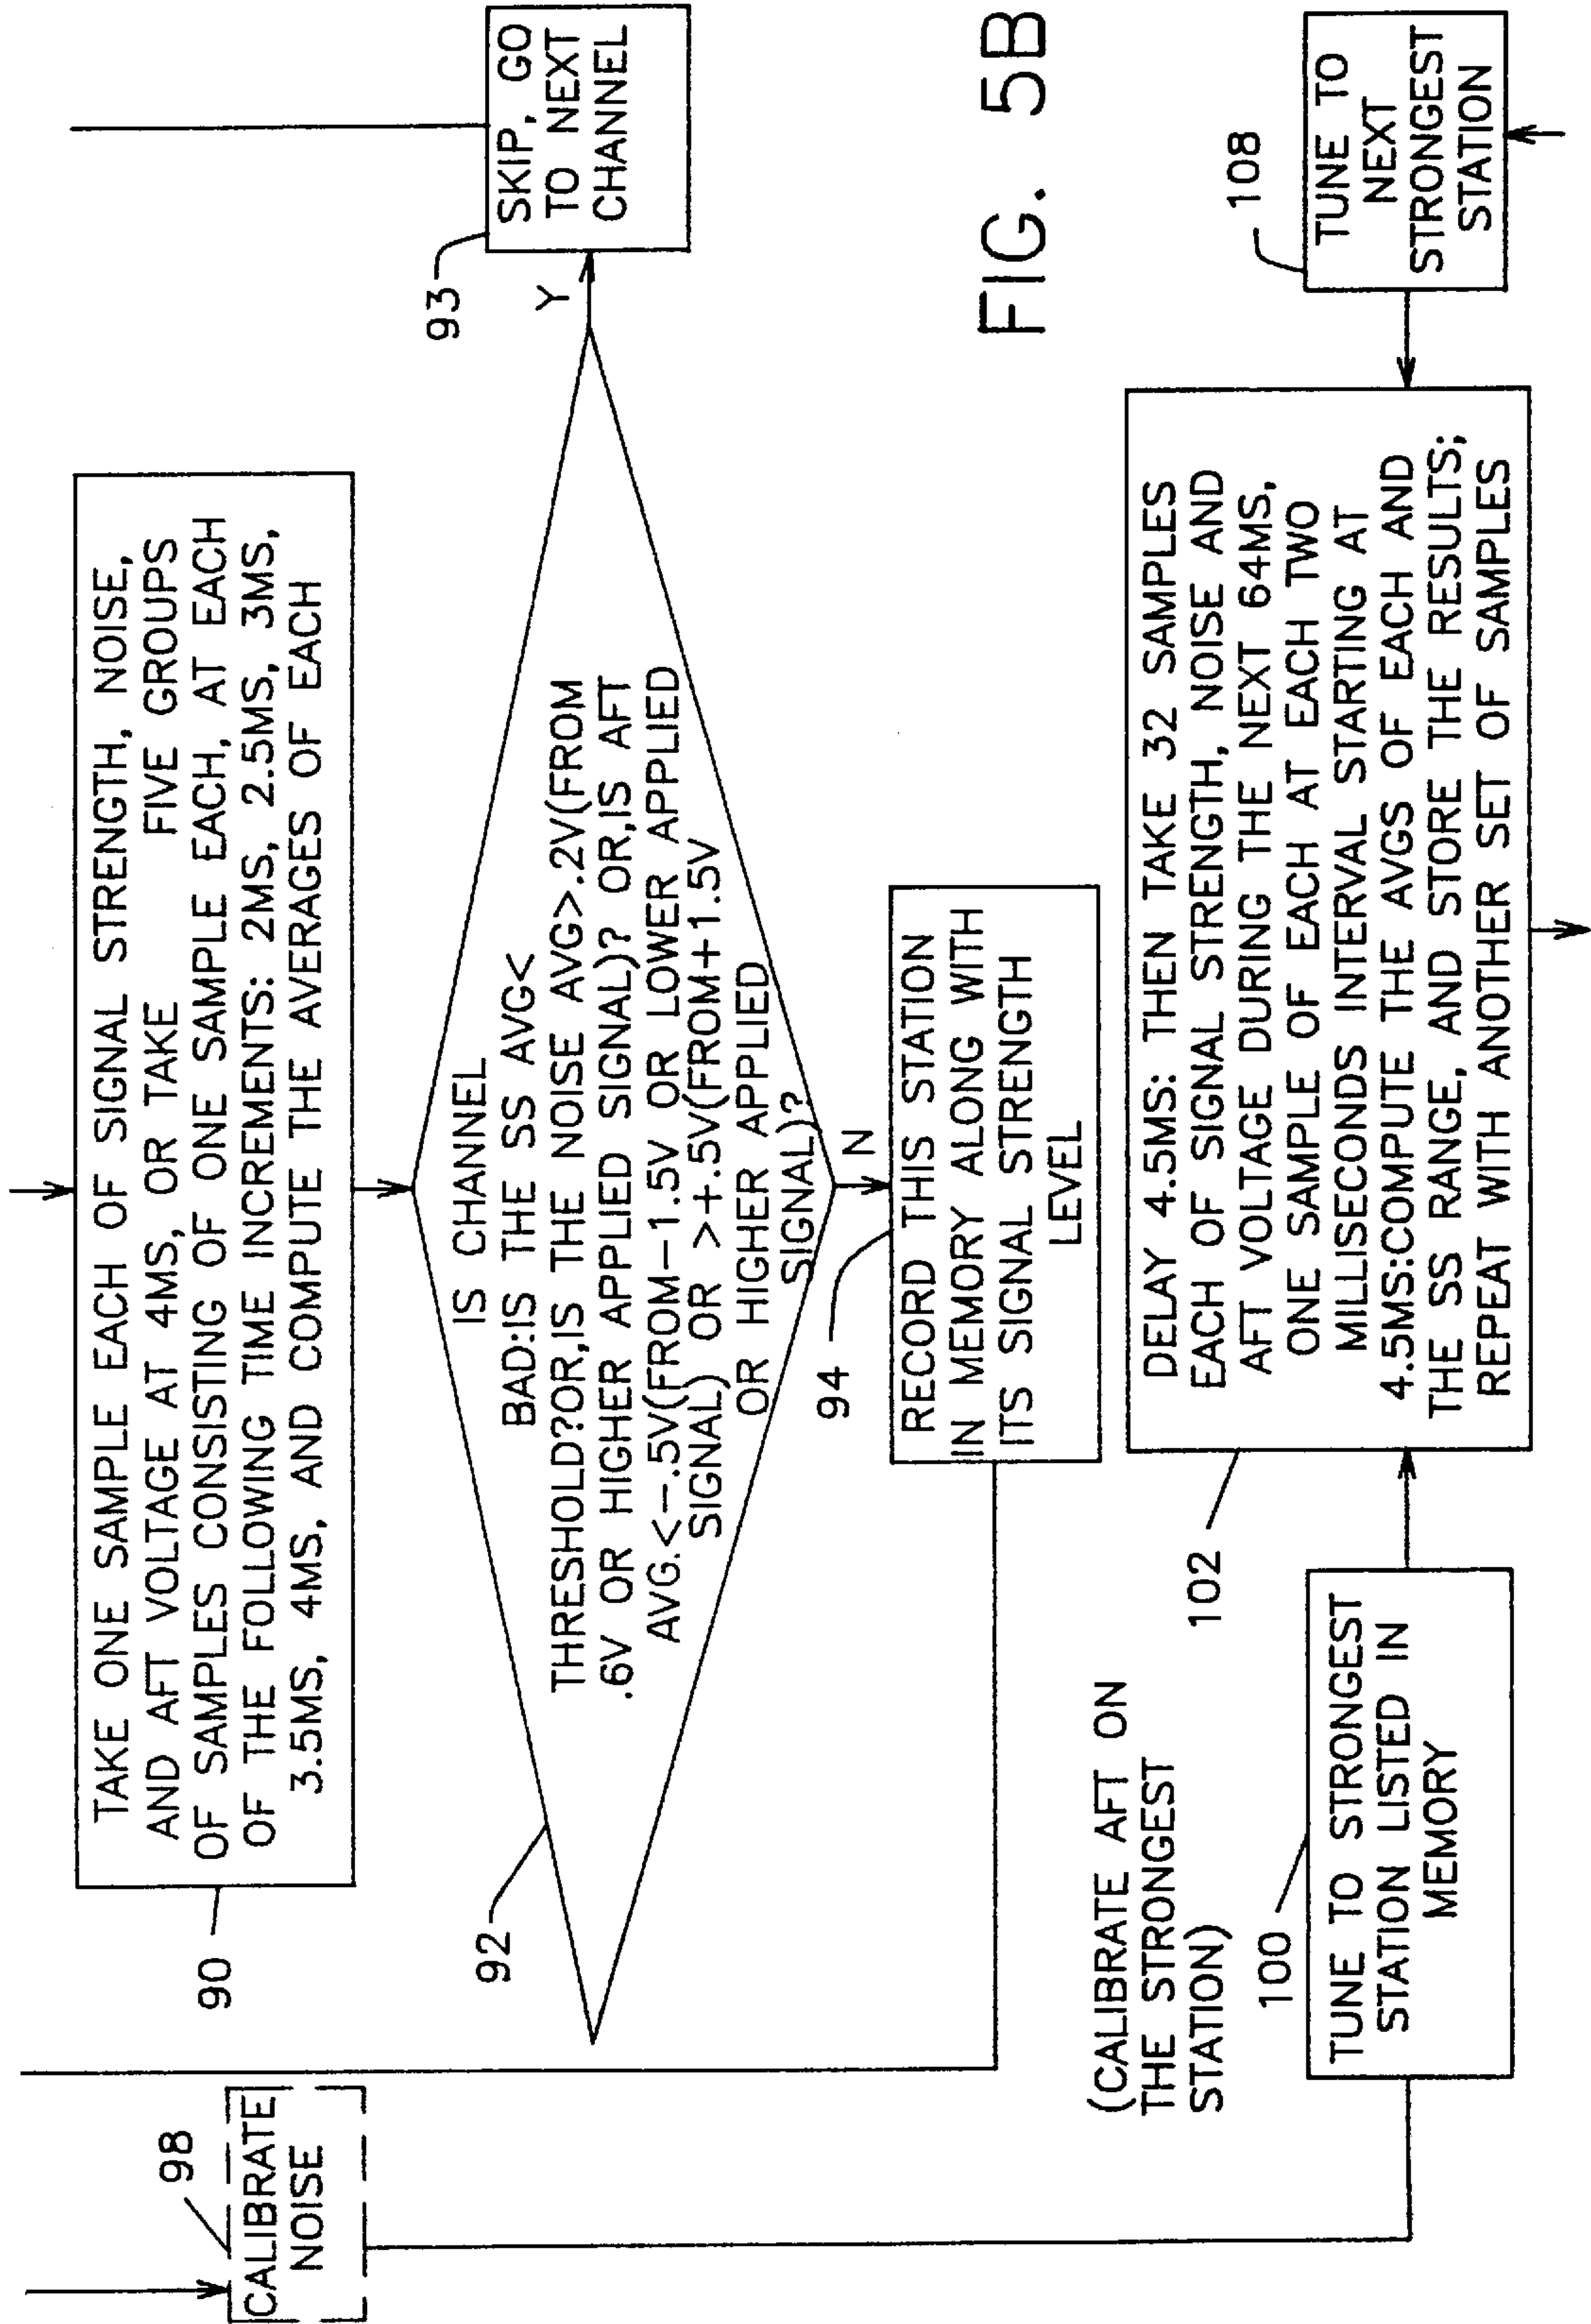 90
TAKE ONE SAMPLE EACH OF SIGNAL STRENGTH, NOISE,
AND AFT VOLTAGE AT 4MS, OR TAKE FIVE GROUPS
OF SAMPLES CONSISTING OF ONE SAMPLE EACH, AT EACH
OF THE FOLLOWING TIME INCREMENTS: 2MS, 2.5MS, 3MS,
3.5MS, 4MS, AND COMPUTE THE AVERAGES OF EACH
98
CALIBRATE
NOISE
92
IS CHANNEL
BAD:IS THE SS AVG<
THRESHOLD?OR,IS THE NOISE AVG>.2V(FROM
.6V OR HIGHER APPLIED SIGNAL)? OR,IS AFT
AVG.<-.5V(FROM-1.5V OR LOWER APPLIED
SIGNAL) OR >+.5V(FROM+1.5V
OR HIGHER APPLIED
SIGNAL)?
Y
93
SKIP, GO
TO NEXT
CHANNEL
N
94
RECORD THIS STATION
IN MEMORY ALONG WITH
ITS SIGNAL STRENGTH
LEVEL
FIG. 5B
(CALIBRATE AFT ON
THE STRONGEST
STATION)
100
TUNE TO STRONGEST
STATION LISTED IN
MEMORY
102
DELAY 4.5MS: THEN TAKE 32 SAMPLES
EACH OF SIGNAL STRENGTH, NOISE AND
AFT VOLTAGE DURING THE NEXT 64MS,
ONE SAMPLE OF EACH AT EACH TWO
MILLISECONDS INTERVAL STARTING AT
4.5MS:COMPUTE THE AVGS OF EACH AND
THE SS RANGE, AND STORE THE RESULTS;
REPEAT WITH ANOTHER SET OF SAMPLES
108
TUNE TO
NEXT
STRONGEST
STATION